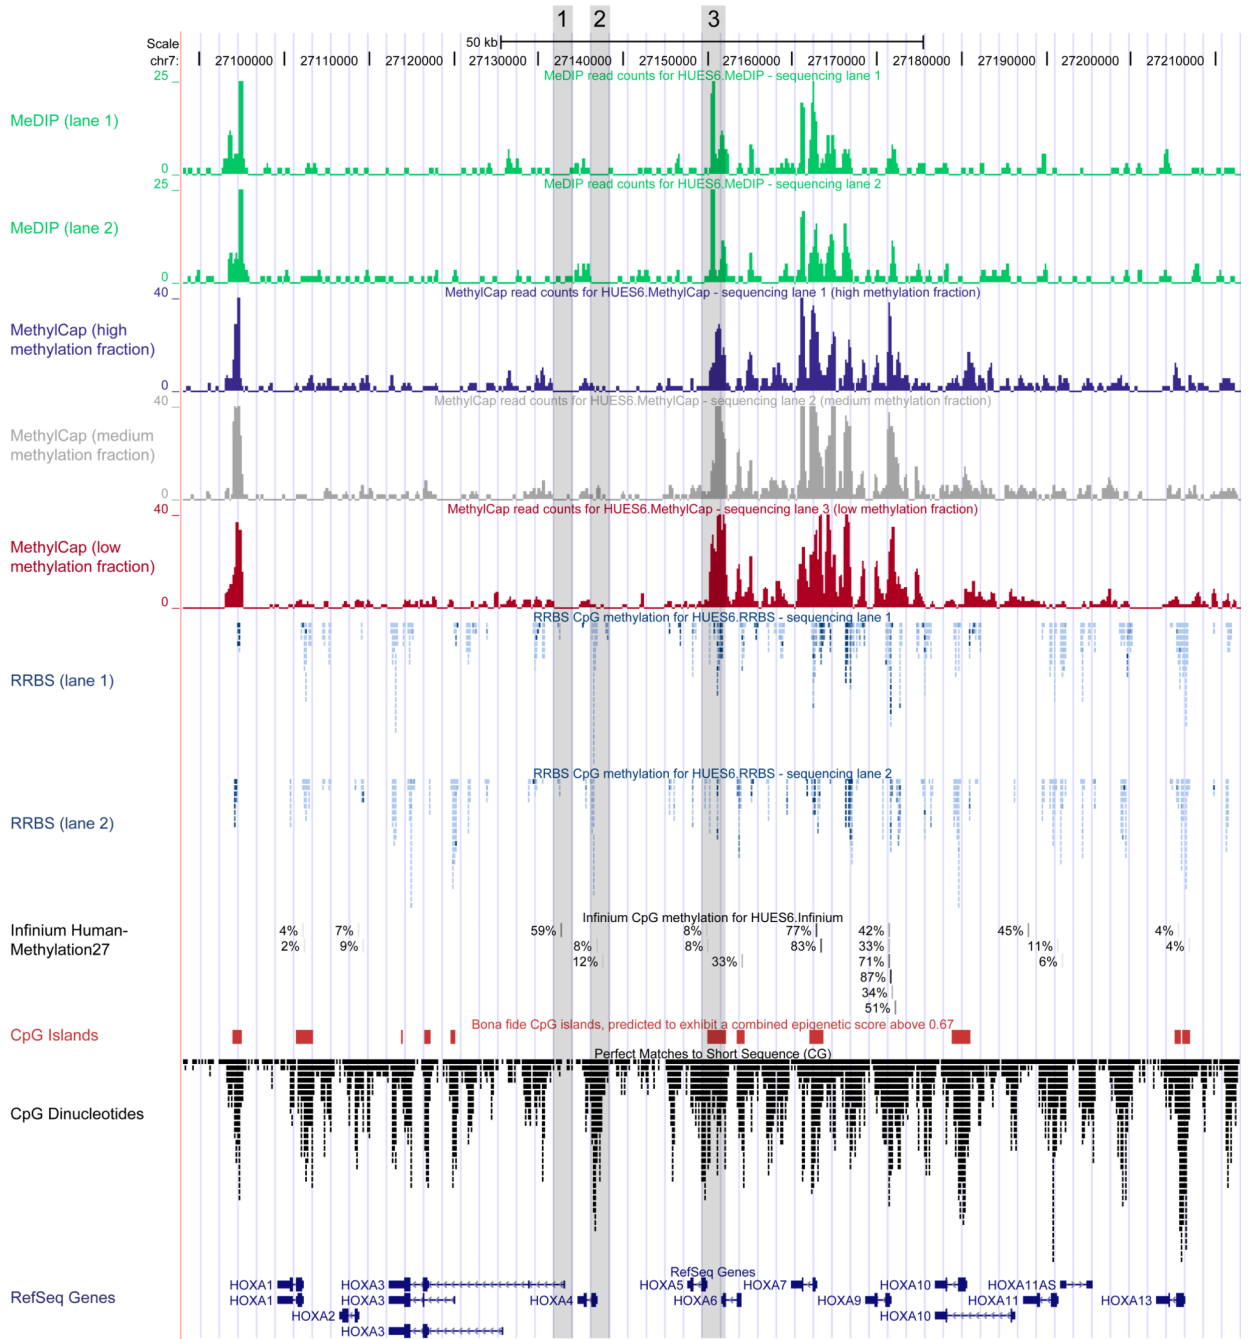 1 2 3
Scale 50 kb
chr7: 27100000 27110000 27120000 27130000 27140000 27150000 27160000 27170000 27180000 27190000 27200000 27210000
25 MeDIP read counts for HUES6.MeDIP - sequencing lane 1
MeDIP (lane 1)
0
25 MeDIP read counts for HUES6.MeDIP - sequencing lane 2
MeDIP (lane 2)
0
40 MethylCap read counts for HUES6.MethylCap - sequencing lane 1 (high methylation fraction)
MethylCap (high
methylation fraction)
0
40 MethylCap read counts for HUES6.MethylCap - sequencing lane 2 (medium methylation fraction)
MethylCap (medium
methylation fraction)
0
40 MethylCap read counts for HUES6.MethylCap - sequencing lane 3 (low methylation fraction)
MethylCap (low
methylation fraction)
0
RRBS CpG methylation for HUES6.RRBS - sequencing lane 1
RRBS (lane 1)
RRBS CpG methylation for HUES6.RRBS - sequencing lane 2
RRBS (lane 2)
Infinium CpG methylation for HUES6.Infinium
Infinium Human-
Methylation27
4% 7% 59% 8% 77% 42% 45% 4%
2% 9% 8% 8% 83% 33% 11% 4%
12% 33% 71% 6%
87%
34%
51%
Bona fide CpG islands, predicted to exhibit a combined epigenetic score above 0.67
CpG Islands
Perfect Matches to Short Sequence (CG)
CpG Dinucleotides
RefSeq Genes
RefSeq Genes
HOXA1 HOXA3 HOXA5 HOXA7 HOXA10 HOXA11AS
HOXA1 HOXA3 HOXA4 HOXA6 HOXA9 HOXA11 HOXA13
HOXA2 HOXA10
HOXA3